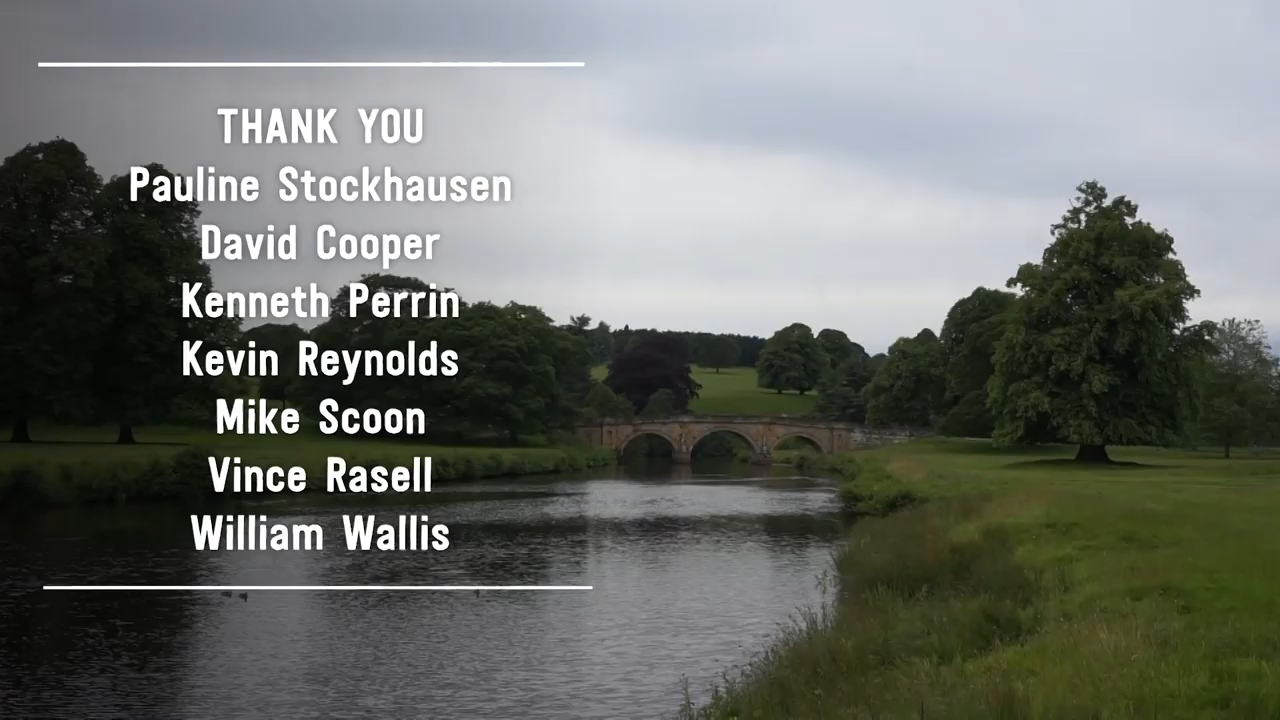 THANK YOU
Pauline Stockhausen
David Cooper
Kenneth Perrin
Kevin Reynolds
Mike Scoon
Vince Rasell
William Wallis